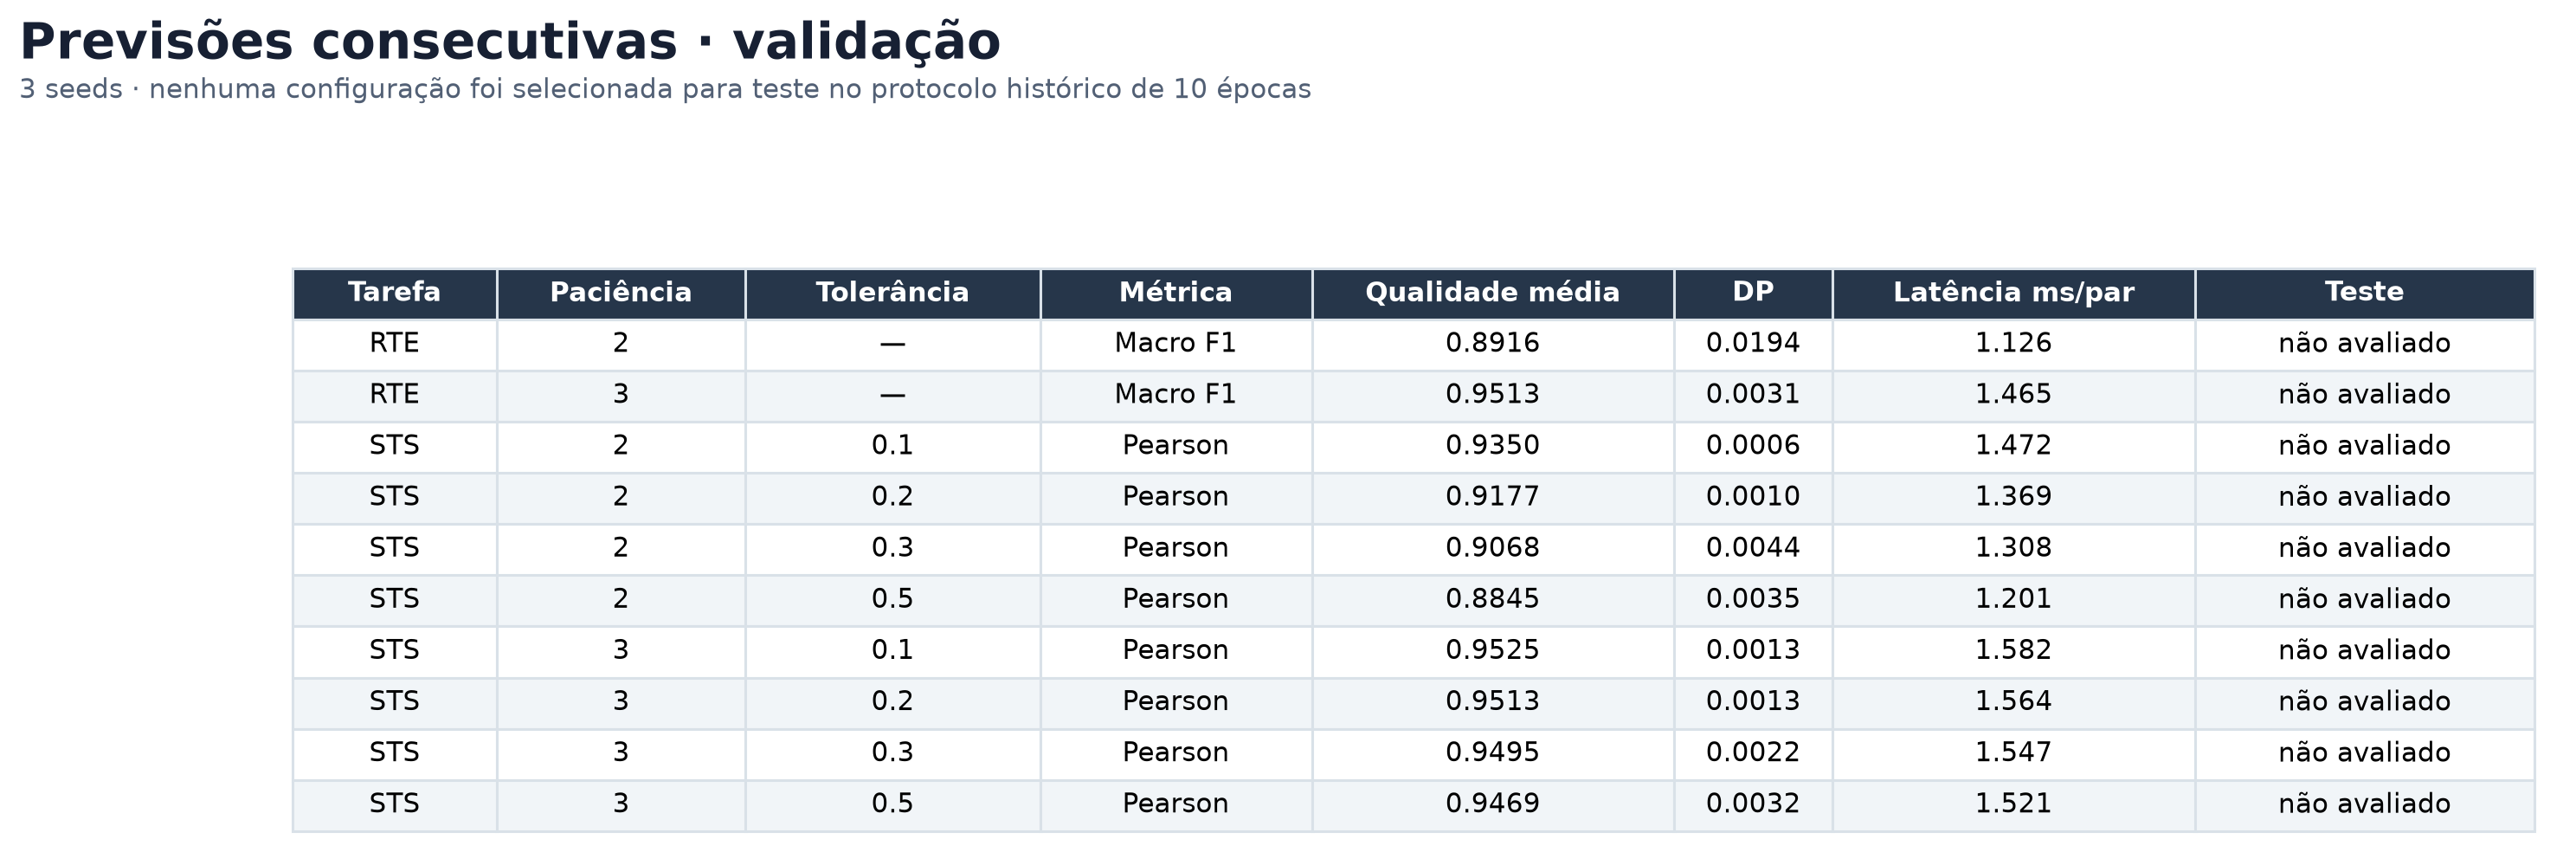 Previsões consecutivas · validação
3 seeds · nenhuma configuração foi selecionada para teste no protocolo histórico de 10 épocas
Tarefa Paciência Tolerância Métrica Qualidade média DP Latência ms/par Teste
RTE 2 — Macro F1 0.8916 0.0194 1.126 não avaliado
RTE 3 — Macro F1 0.9513 0.0031 1.465 não avaliado
STS 2 0.1 Pearson 0.9350 0.0006 1.472 não avaliado
STS 2 0.2 Pearson 0.9177 0.0010 1.369 não avaliado
STS 2 0.3 Pearson 0.9068 0.0044 1.308 não avaliado
STS 2 0.5 Pearson 0.8845 0.0035 1.201 não avaliado
STS 3 0.1 Pearson 0.9525 0.0013 1.582 não avaliado
STS 3 0.2 Pearson 0.9513 0.0013 1.564 não avaliado
STS 3 0.3 Pearson 0.9495 0.0022 1.547 não avaliado
STS 3 0.5 Pearson 0.9469 0.0032 1.521 não avaliado